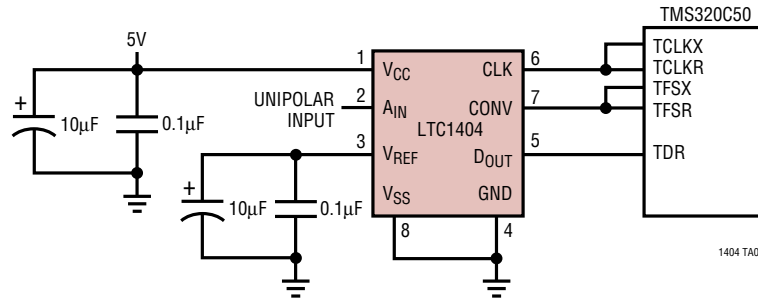 TMS320C50
5V
1
VCC
CLK
6
TCLKX
TCLKR
UNIPOLAR
INPUT
2
AIN
CONV
7
TFSX
TFSR
+
10µF
0.1µF
LTC1404
3
VREF
DOUT
5
TDR
+
10µF
0.1µF
VSS
GND
8
4
1404 TA0